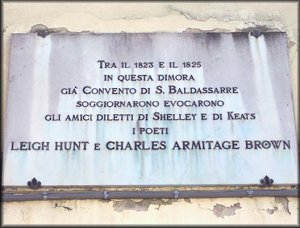 TRA IL 1823 E IL 1825
IN QUESTA DIMORA
GIÀ CONVENTO DI S. BALDASSARRE
SOGGIORNARONO EVOCARONO
GLI AMICI DILETTI DI SHELLEY E DI KEATS
I POETI
LEIGH HUNT E CHARLES ARMITAGE BROWN